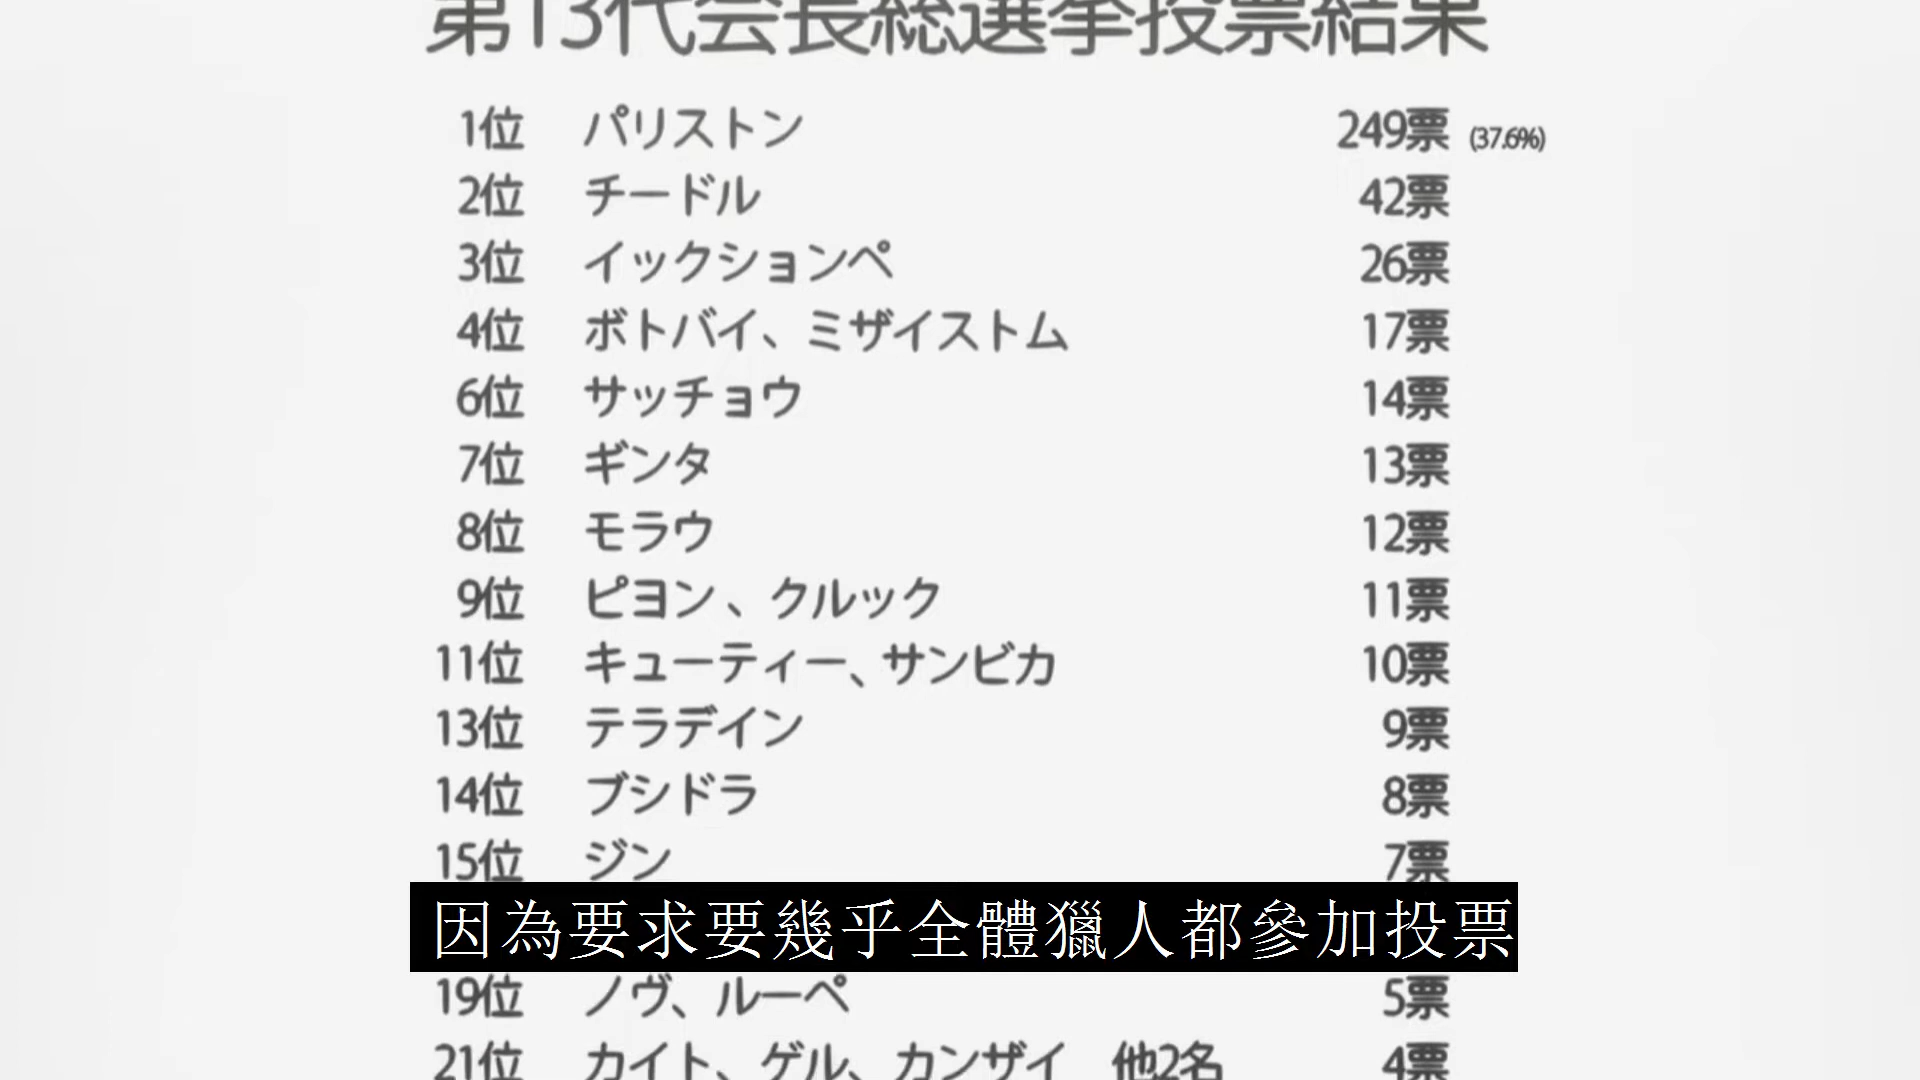 第13代会長総選挙投票結果
1位 パリストン 249票 (37.6%)
2位 チードル 42票
3位 イックションペ 26票
4位 ボトバイ、ミザイストム 17票
6位 サッチョウ 14票
7位 ギンタ 13票
8位 モラウ 12票
9位 ピヨン、クルック 11票
11位 キューティー、サンビカ 10票
13位 テラデイン 9票
14位 ブシドラ 8票
15位 ジン 7票
因為要求要幾乎全體獵人都參加投票
19位 ノヴ、ルーペ 5票
21位 カイト、ゲル、カンザイ 他2名 4票